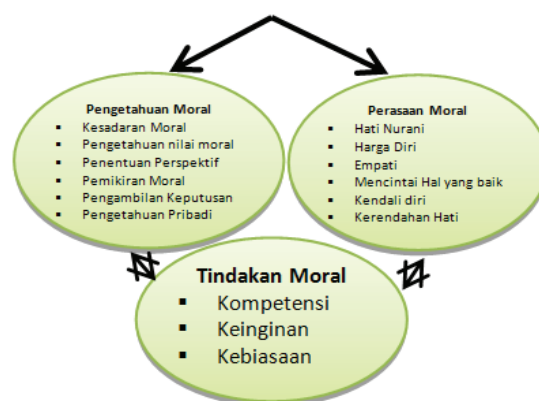 Pengetahuan Moral
▪ Kesadaran Moral
▪ Pengetahuan nilai moral
▪ Penentuan Perspektif
▪ Pemikiran Moral
▪ Pengambilan Keputusan
▪ Pengetahuan Pribadi
Perasaan Moral
▪ Hati Nurani
▪ Harga Diri
▪ Empati
▪ Mencintai Hal yang baik
▪ Kendali diri
▪ Kerendahan Hati
Tindakan Moral
▪ Kompetensi
▪ Keinginan
▪ Kebiasaan